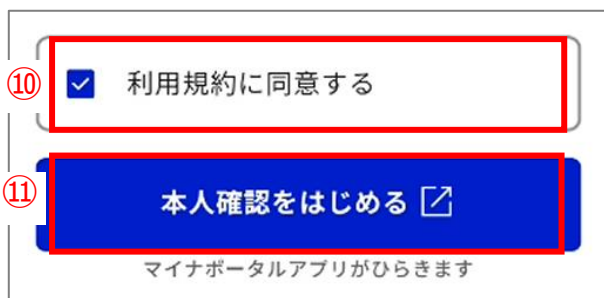 ⑩ 利用規約に同意する
⑪ 本人確認をはじめる
マイナポータルアプリがひらきます